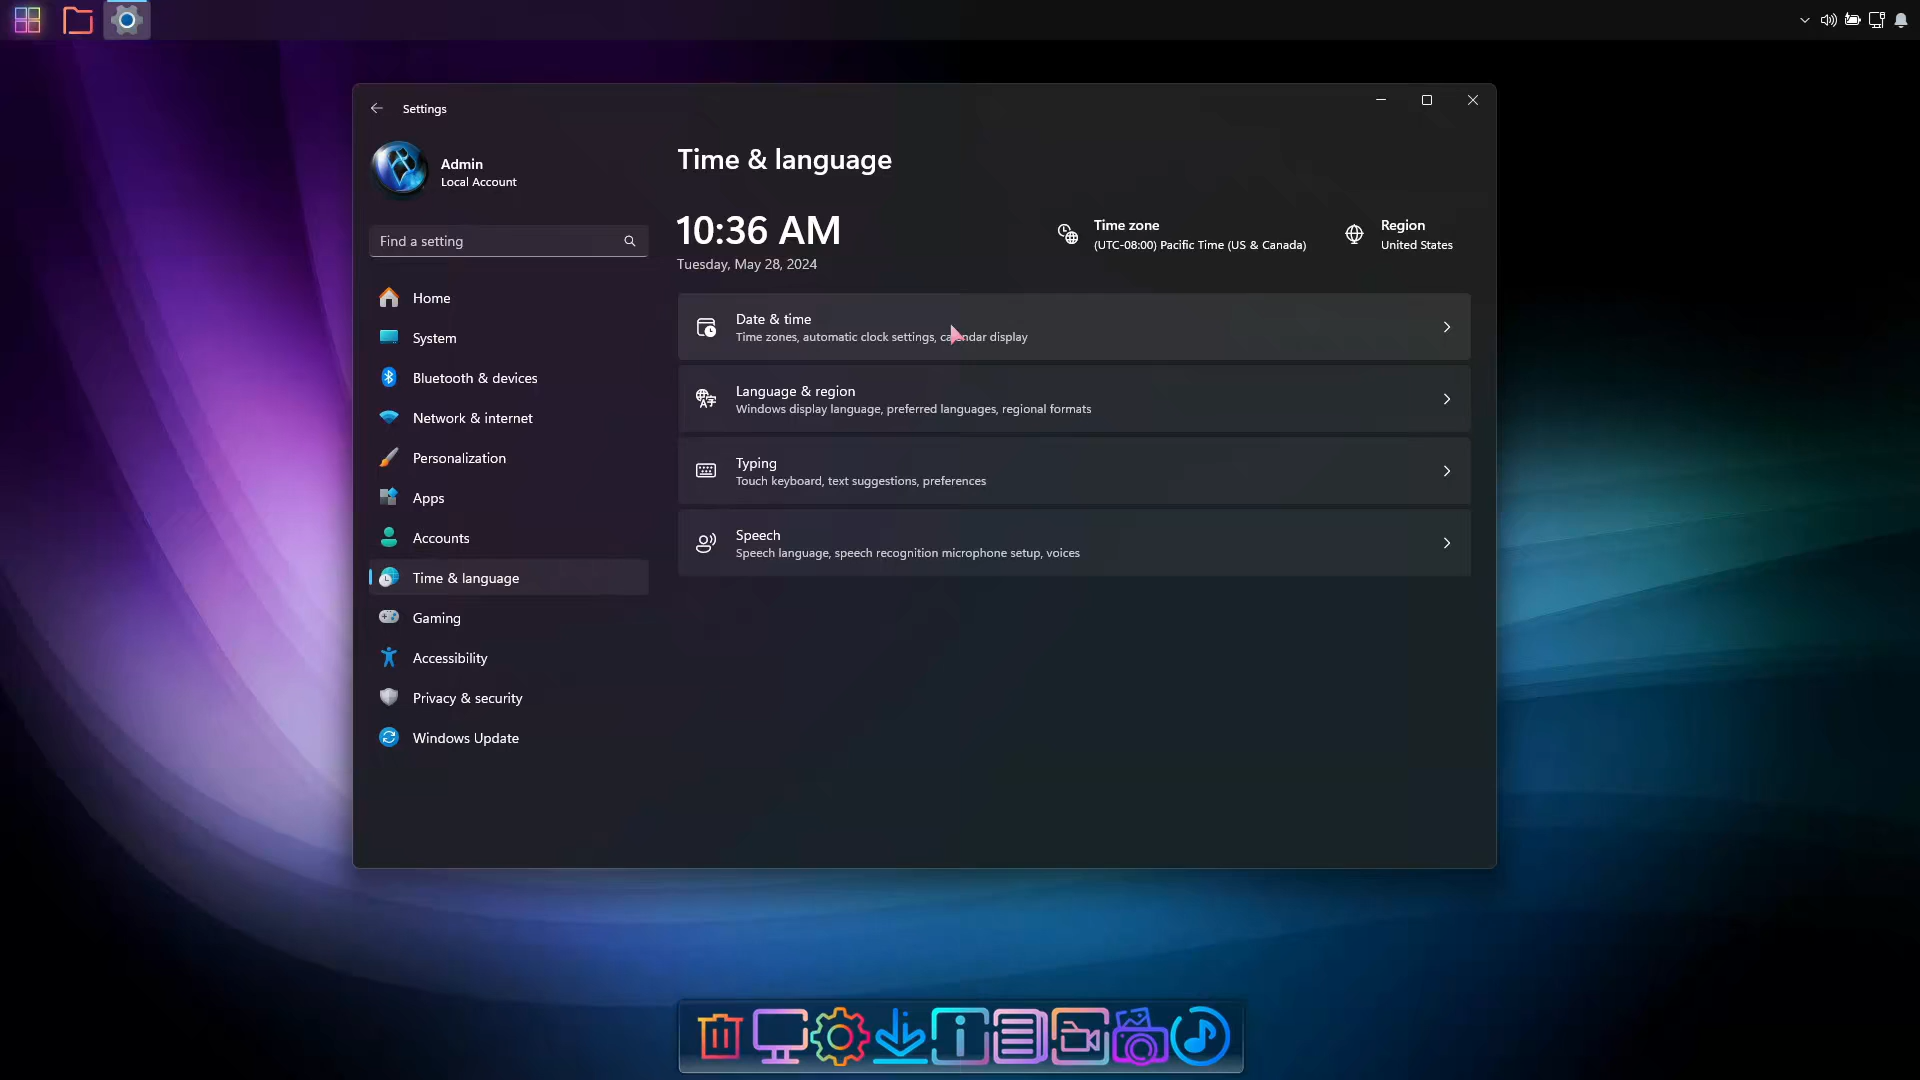 Settings
Admin
Local Account
Find a setting
Home
System
Bluetooth & devices
Network & internet
Personalization
Apps
Accounts
Time & language
Gaming
Accessibility
Privacy & security
Windows Update
Time & language
10:36 AM
Tuesday, May 28, 2024
Time zone
(UTC-08:00) Pacific Time (US & Canada)
Region
United States
Date & time
Time zones, automatic clock settings, calendar display
Language & region
Windows display language, preferred languages, regional formats
Typing
Touch keyboard, text suggestions, preferences
Speech
Speech language, speech recognition microphone setup, voices